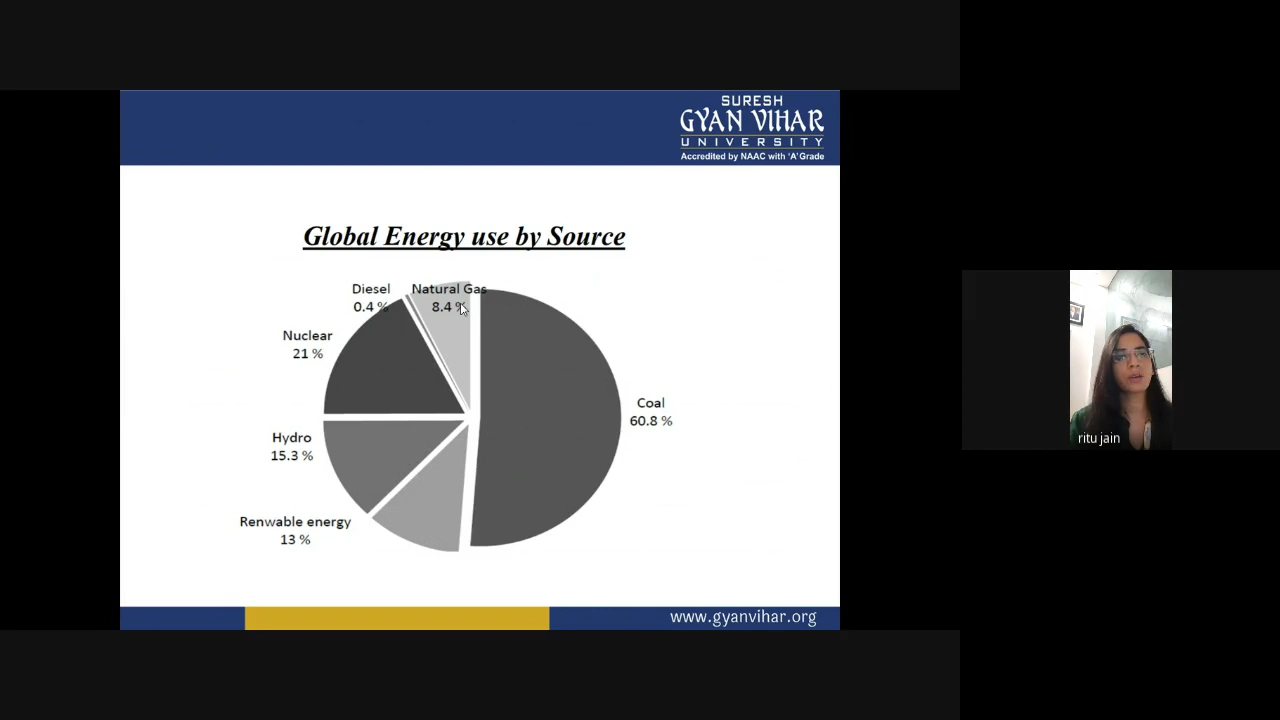 SURESH
GYAN VIHAR
UNIVERSITY
Accredited by NAAC with 'A' Grade
Global Energy use by Source
Diesel
0.4 %
Natural Gas
8.4 %
Nuclear
21 %
Coal
60.8 %
Hydro
15.3 %
Renwable energy
13 %
www.gyanvihar.org
ritu jain